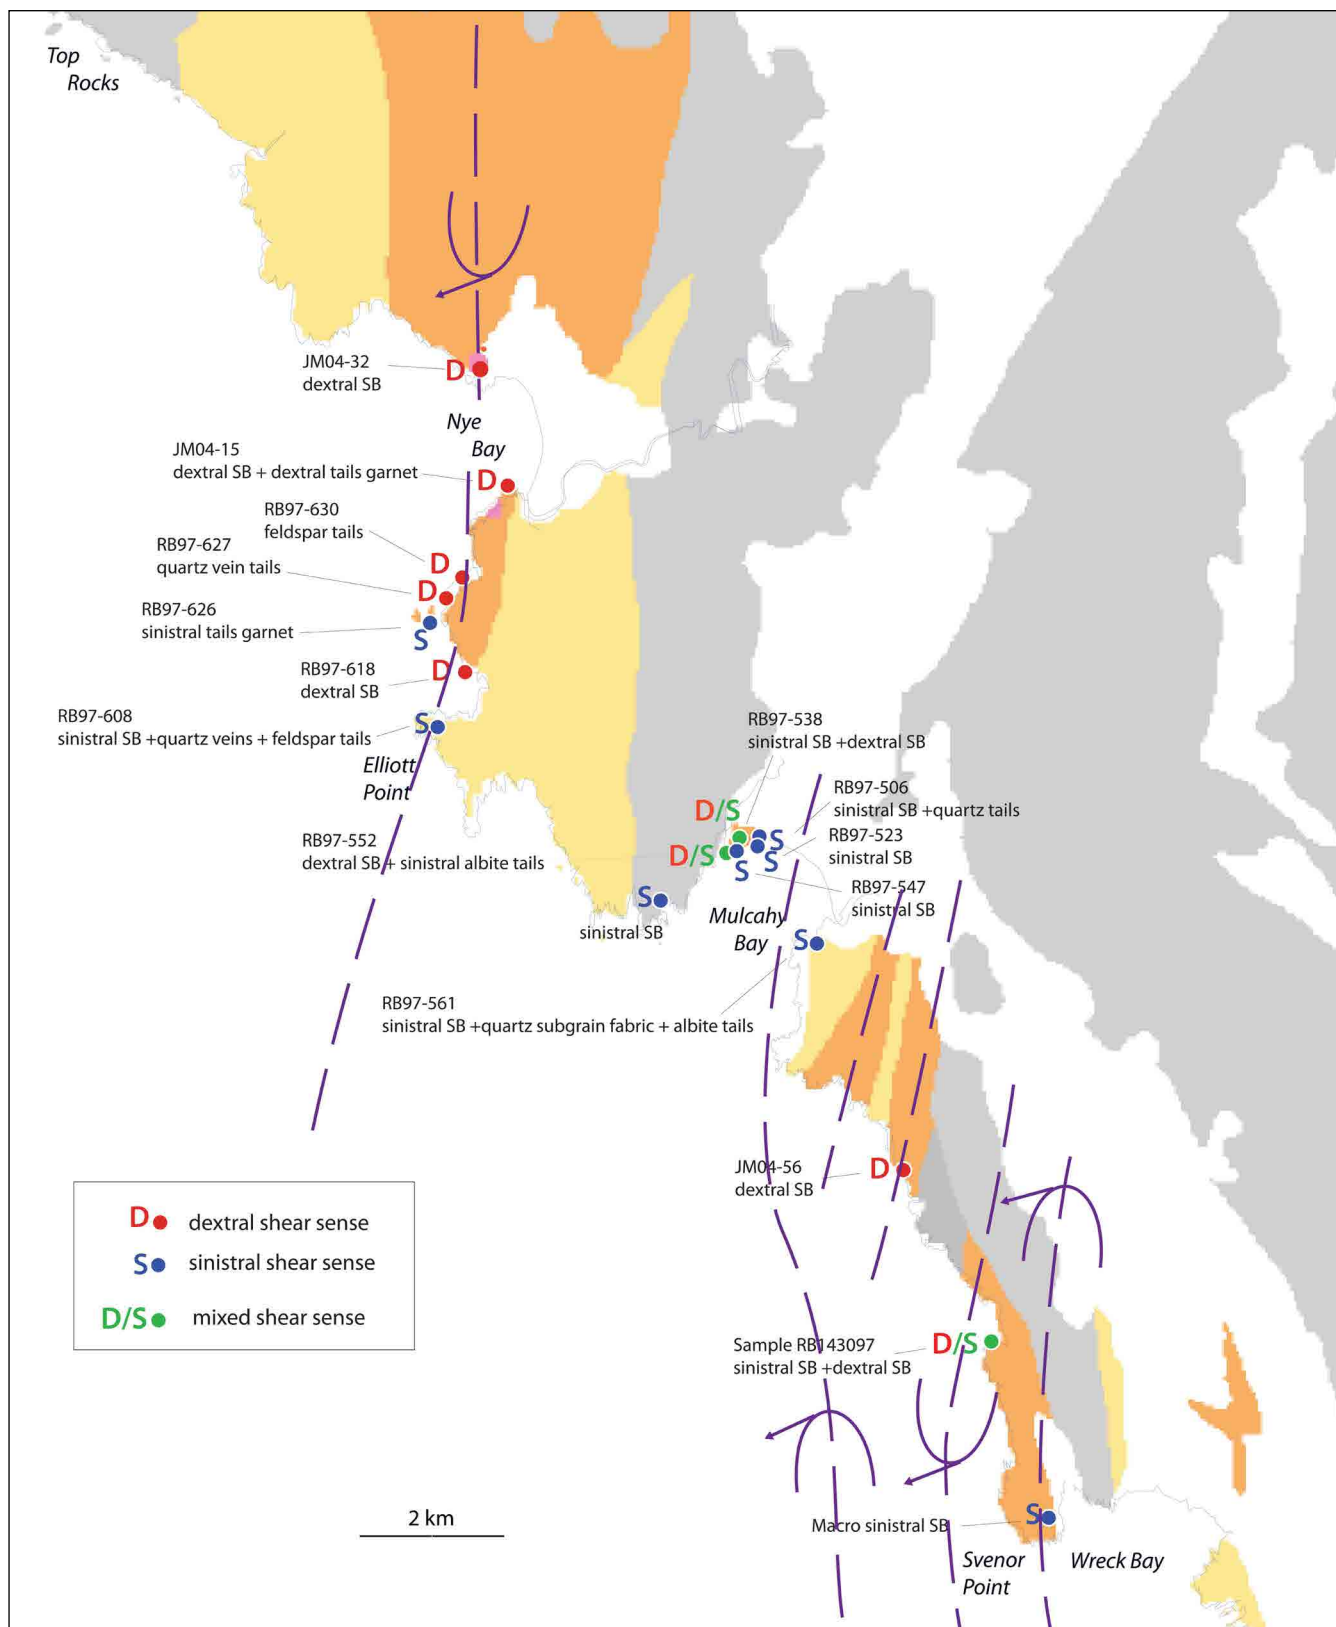 Top
Rocks
JM04-32
dextral SB
D
Nye
Bay
JM04-15
dextral SB + dextral tails garnet
D
RB97-630
feldspar tails
D
RB97-627
quartz vein tails
D
RB97-626
sinistral tails garnet
S
RB97-618
dextral SB
D
RB97-608
sinistral SB +quartz veins + feldspar tails
S
Elliott
Point
RB97-538
sinistral SB +dextral SB
D/S
RB97-506
sinistral SB +quartz tails
S
RB97-523
sinistral SB
S
RB97-552
dextral SB + sinistral albite tails
D/S
RB97-547
sinistral SB
S
S
sinistral SB
Mulcahy
Bay
S
RB97-561
sinistral SB +quartz subgrain fabric + albite tails
JM04-56
dextral SB
D
D dextral shear sense
S sinistral shear sense
D/S mixed shear sense
Sample RB143097
sinistral SB +dextral SB
D/S
2 km
Macro sinistral SB
S
Svenor
Point
Wreck Bay